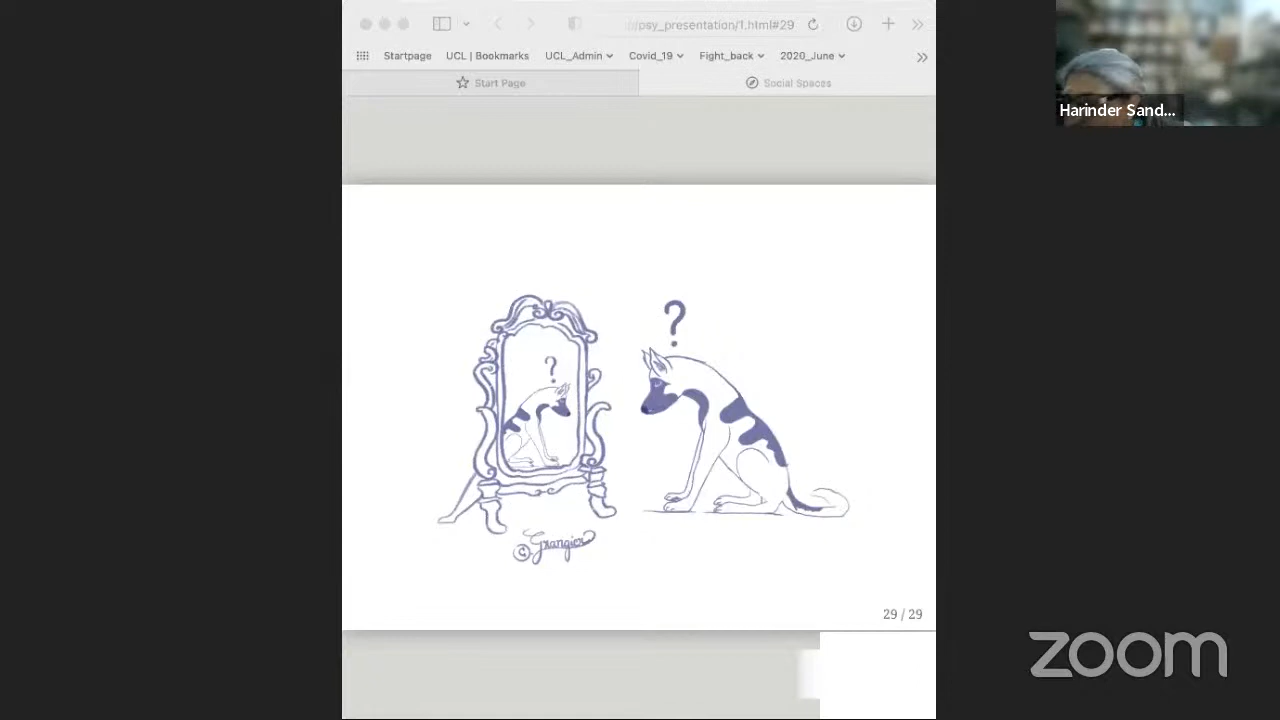 /psy_presentation/1.html#29
Startpage UCL | Bookmarks UCL_Admin Covid_19 Fight_back 2020_June
Start Page Social Spaces
Harinder Sand...
?
?
© Grangier
29 / 29
zoom